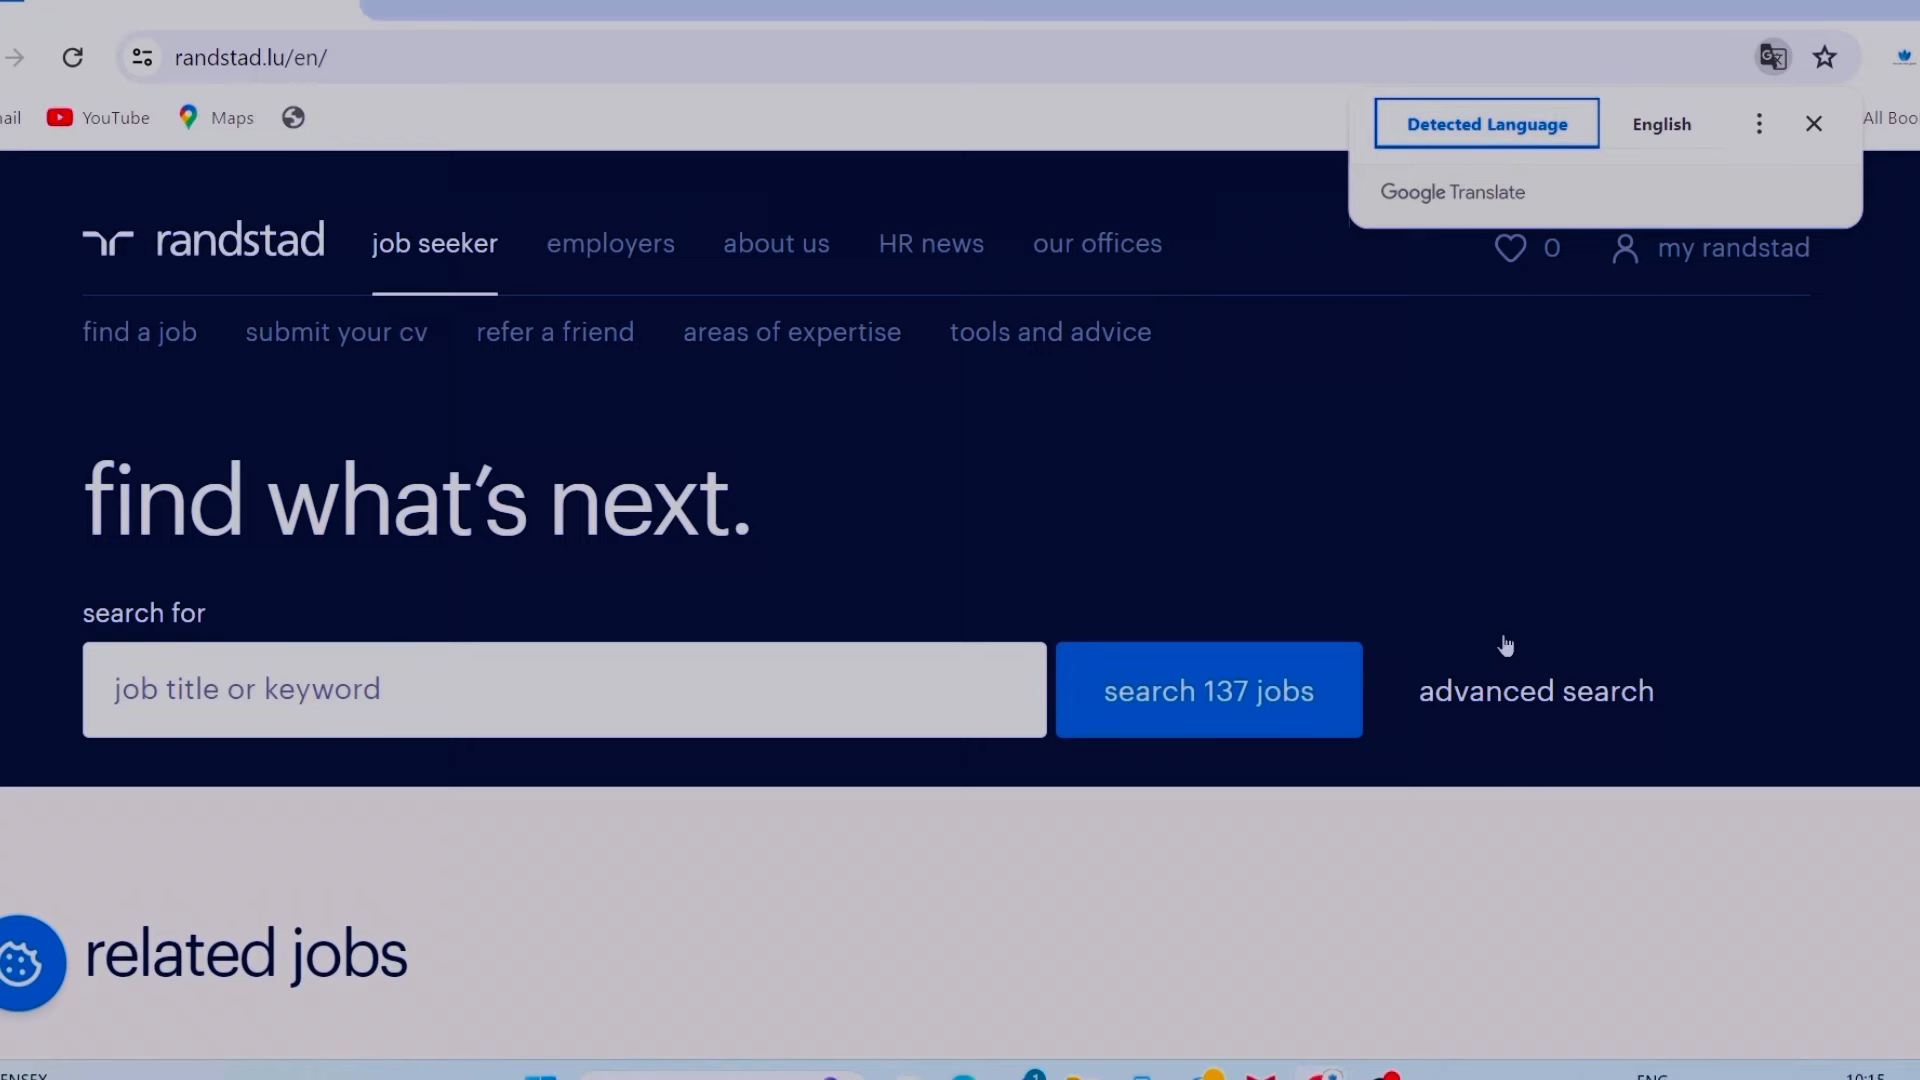 randstad.lu/en/
YouTube
Maps
All Boo
Detected Language
English
Google Translate
randstad
job seeker
employers
about us
HR news
our offices
0
my randstad
find a job
submit your cv
refer a friend
areas of expertise
tools and advice
find what's next.
search for
job title or keyword
search 137 jobs
advanced search
related jobs